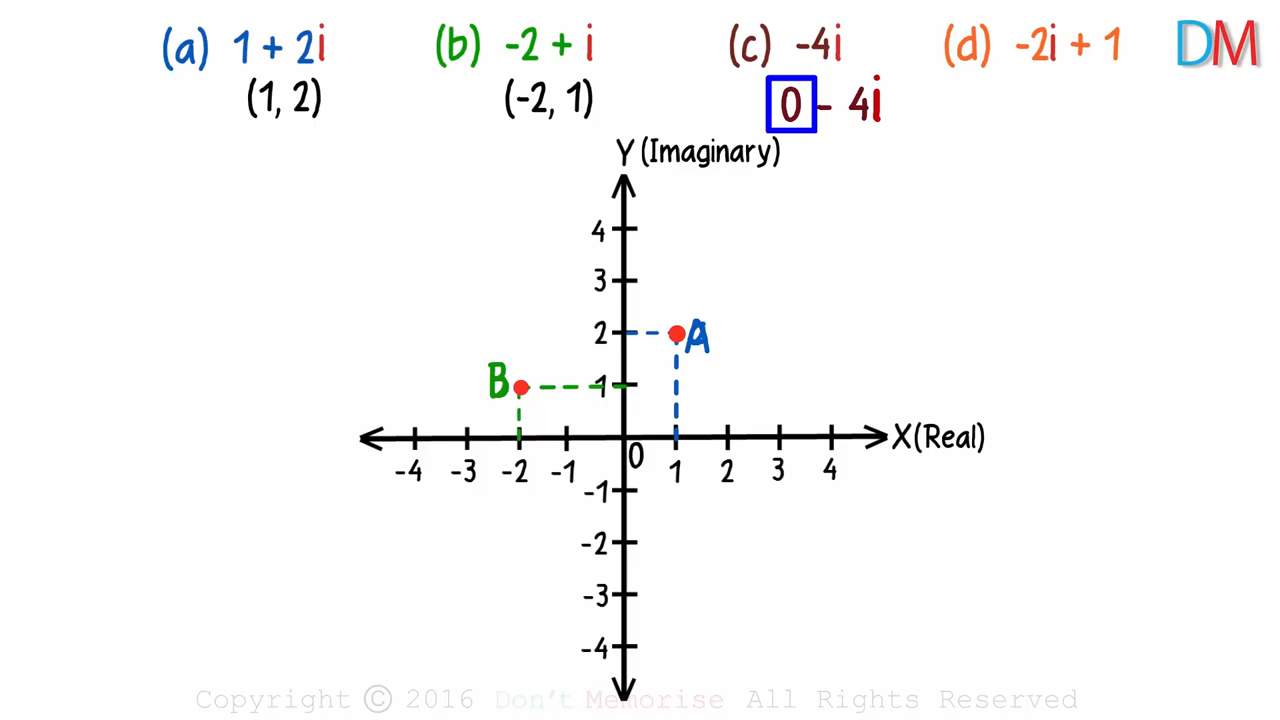 (a) 1 + 2i (b) -2 + i (c) -4i (d) -2i + 1 DM
(1, 2) (-2, 1) 0 - 4i
Y (Imaginary)
4
3
2 A
B 1
X(Real)
0
-4 -3 -2 -1 1 2 3 4
-1
-2
-3
-4
Copyright © 2016 Don't Memorise All Rights Reserved